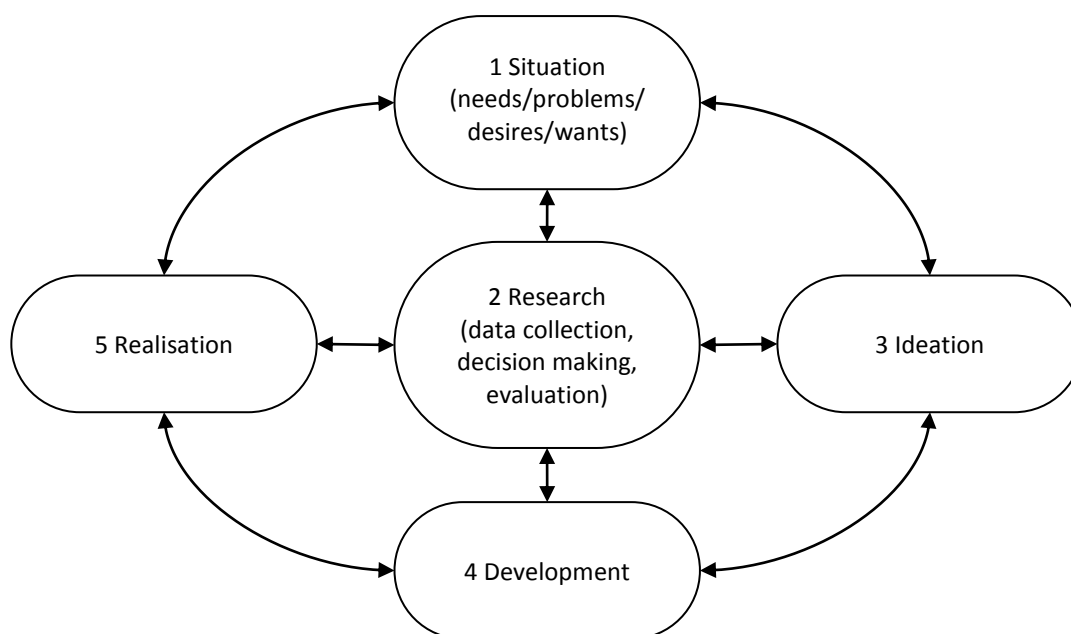 1 Situation
(needs/problems/
desires/wants)
5 Realisation
2 Research
(data collection,
decision making,
evaluation)
3 Ideation
4 Development